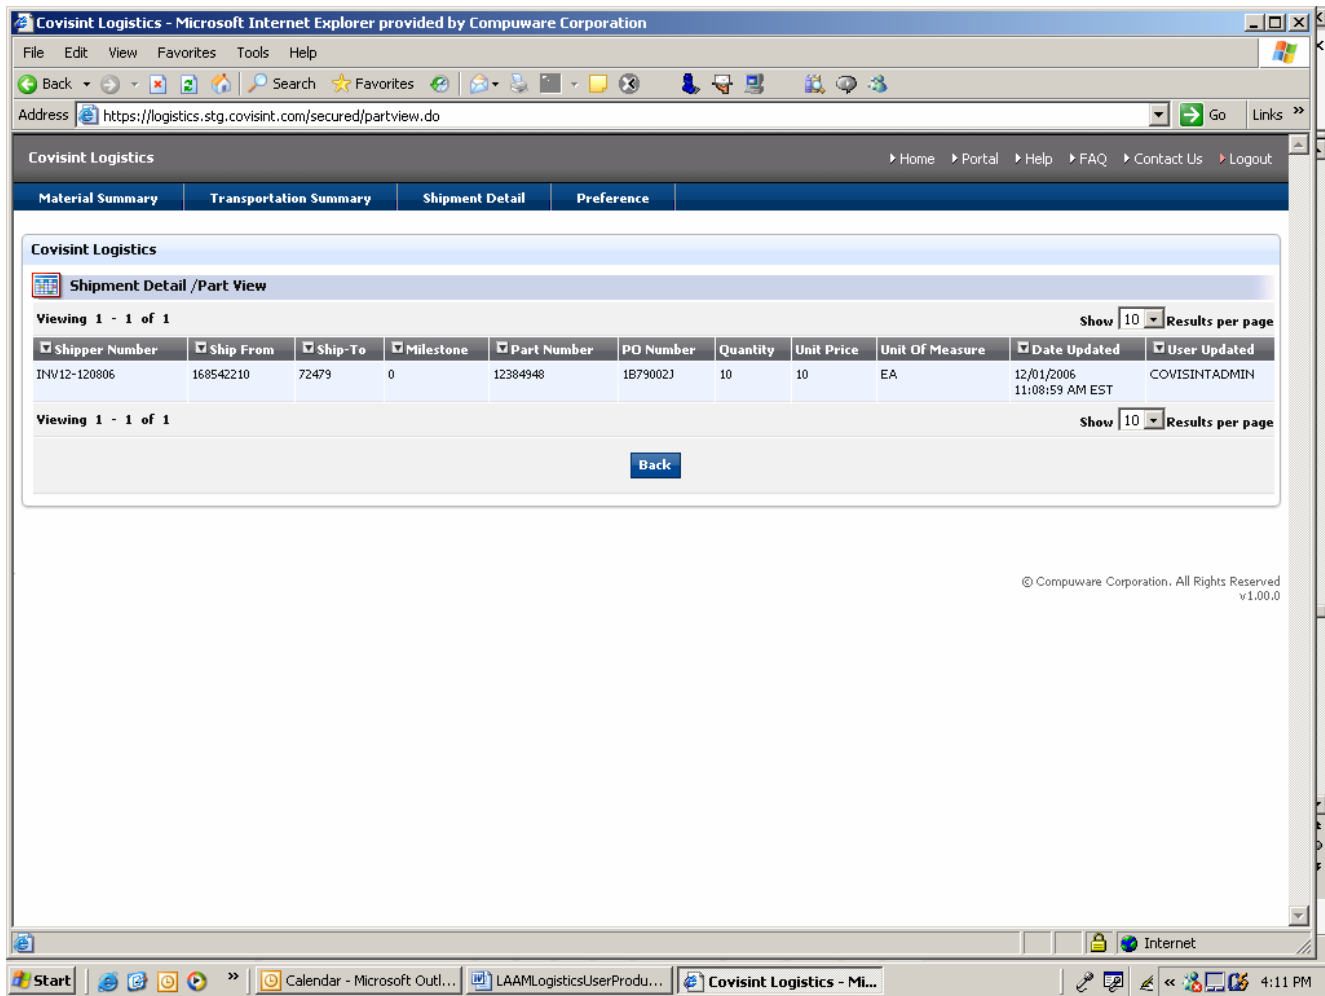 Covisint Logistics - Microsoft Internet Explorer provided by Compuware Corporation
File Edit View Favorites Tools Help
Back Search Favorites
Address https://logistics.stg.covisint.com/secured/partview.do Go Links »
Covisint Logistics Home Portal Help FAQ Contact Us Logout
Material Summary Transportation Summary Shipment Detail Preference
Covisint Logistics
Shipment Detail /Part View
Viewing 1 - 1 of 1 Show 10 Results per page
Shipper Number Ship From Ship-To Milestone Part Number PO Number Quantity Unit Price Unit Of Measure Date Updated User Updated
INV12-120806 168542210 72479 0 12384948 1B79002J 10 10 EA 12/01/2006 COVISINTADMIN
11:08:59 AM EST
Viewing 1 - 1 of 1 Show 10 Results per page
Back
© Compuware Corporation. All Rights Reserved
v1.00.0
Internet
Start » Calendar - Microsoft Outl... LAAMLogisticsUserProdu... Covisint Logistics - Mi... « 4:11 PM